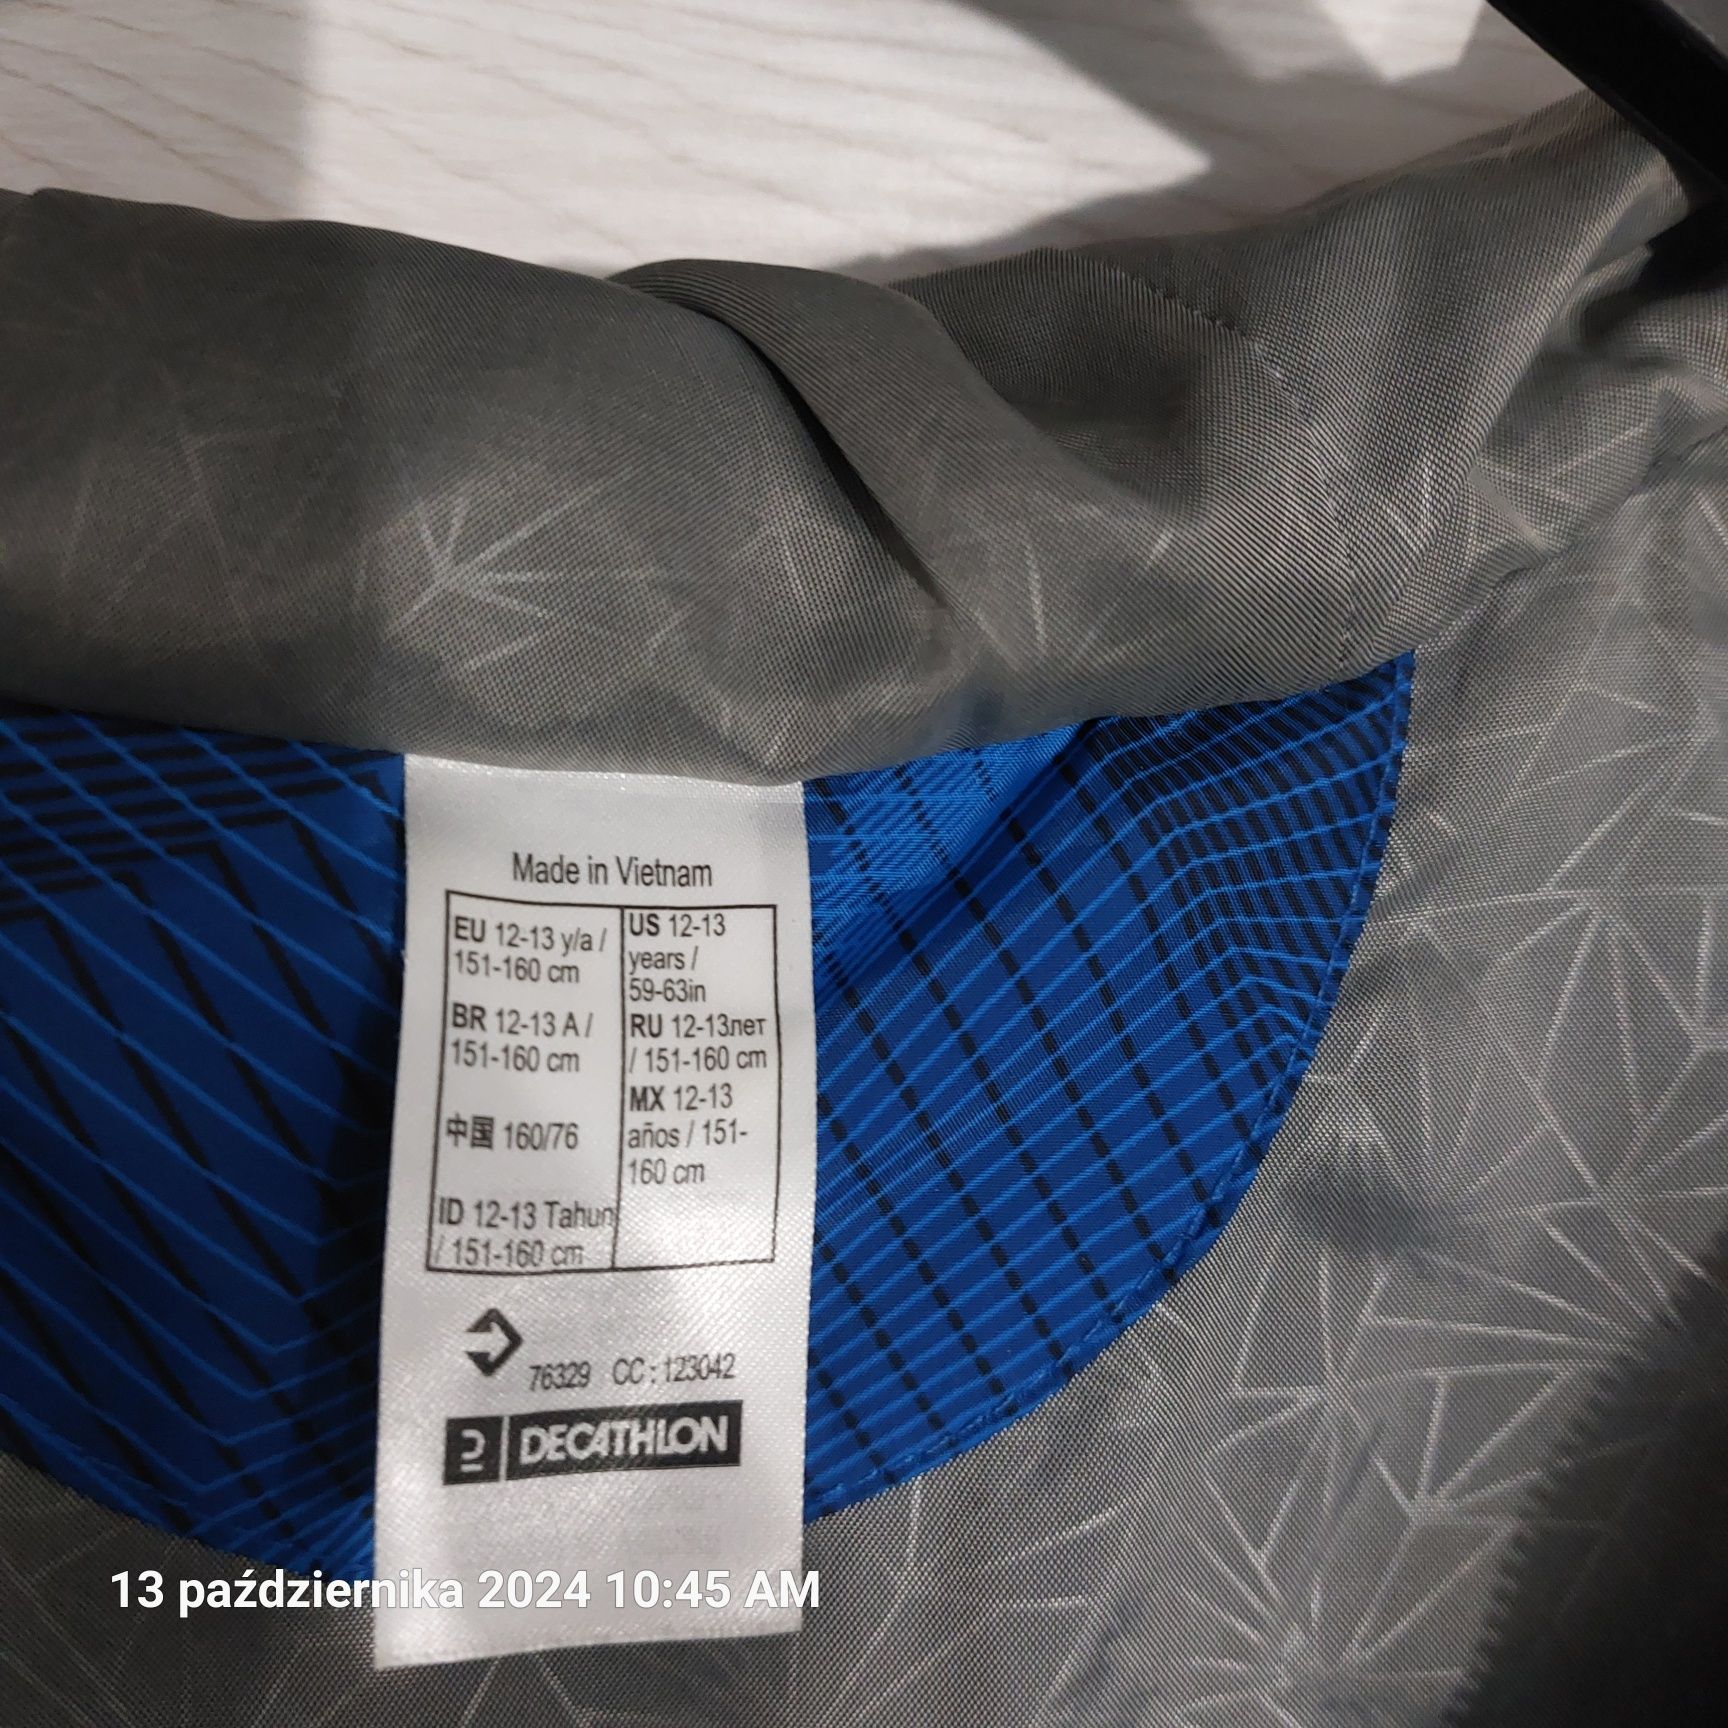 Made in Vietnam
EU 12-13 y/a /
151-160 cm
BR 12-13 A /
151-160 cm
中国 160/76
ID 12-13 Tahun
/ 151-160 cm
US 12-13
years /
59-63in
RU 12-13лет
/ 151-160 cm
MX 12-13
años / 151-
160 cm
76329 CC : 123042
DECATHLON
13 października 2024 10:45 AM